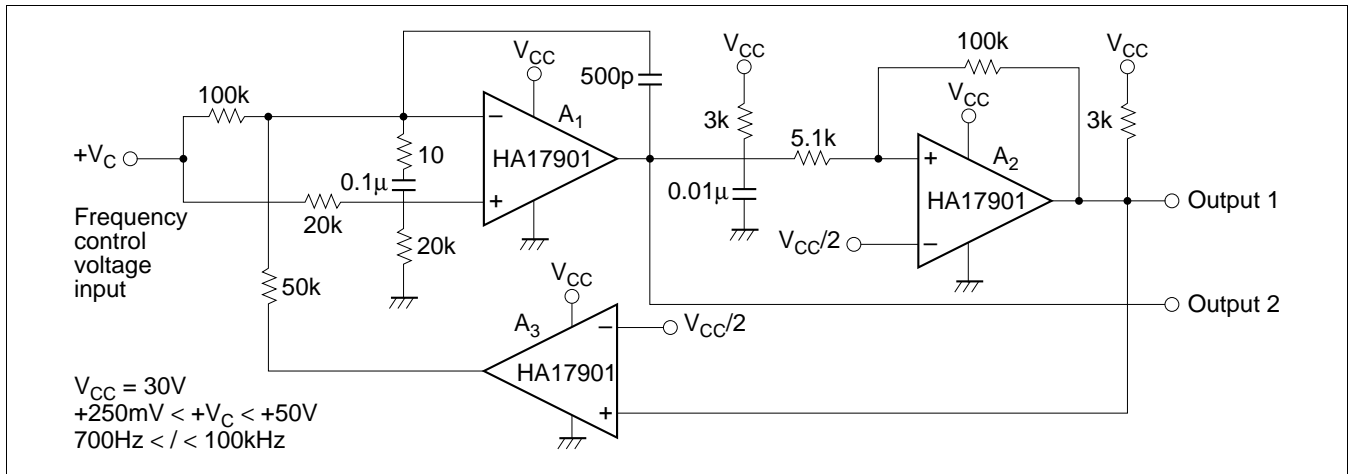 100k
+V_C
Frequency
control
voltage
input
50k
20k
10
0.1μ
20k
V_CC
−
+
A_1
HA17901
500p
V_CC
3k
0.01μ
5.1k
100k
V_CC
+
−
A_2
HA17901
V_CC/2
V_CC
3k
Output 1
Output 2
V_CC
A_3
−
+
HA17901
V_CC/2
V_CC = 30V
+250mV < +V_C < +50V
700Hz < / < 100kHz